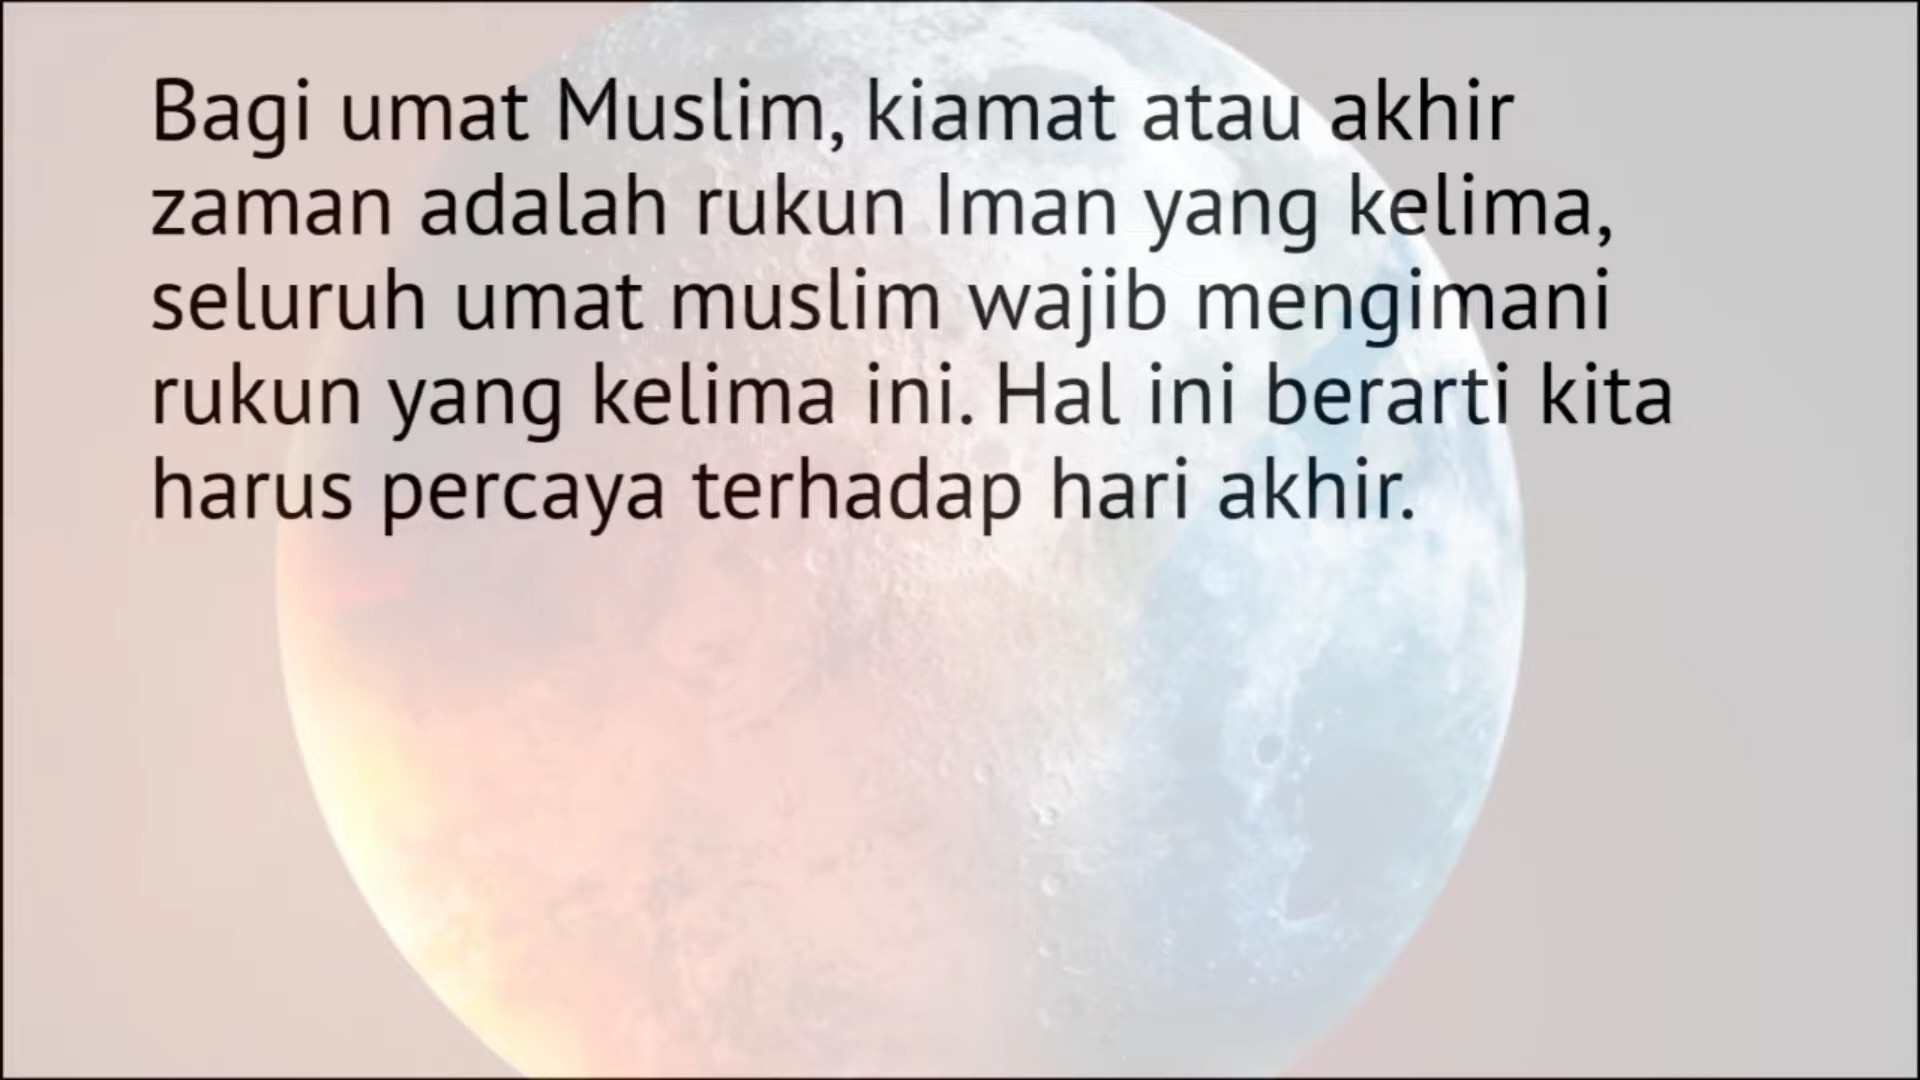 Bagi umat Muslim, kiamat atau akhir
zaman adalah rukun Iman yang kelima,
seluruh umat muslim wajib mengimani
rukun yang kelima ini. Hal ini berarti kita
harus percaya terhadap hari akhir.